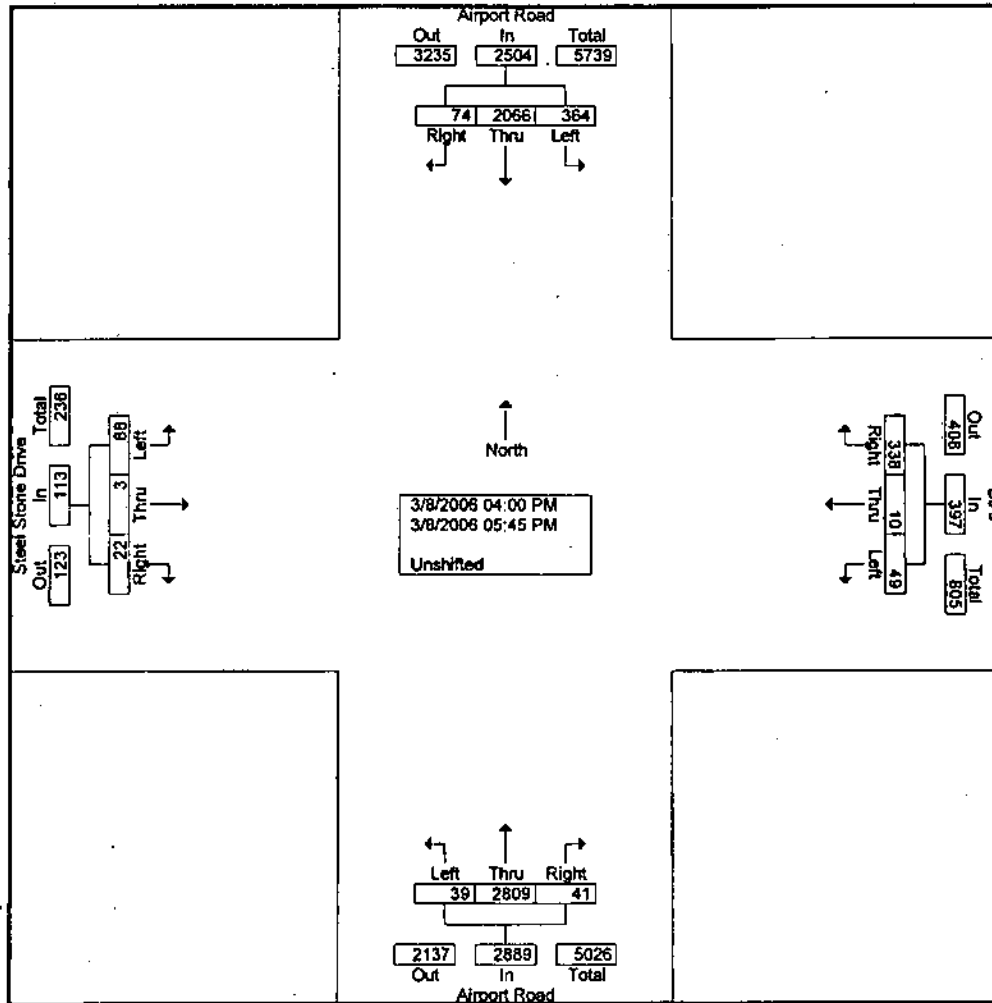 Airport Road
Out In Total
3235 2504 5739
74 2066 364
Right Thru Left
Steel Stone Drive
Out In Total
123 113 236
22 3 88
Right Thru Left
North
3/8/2006 04:00 PM
3/8/2006 05:45 PM
Unshifted
Right Thru Left
338 10 49
Out In Total
408 397 805
Left Thru Right
39 2809 41
2137 2889 5026
Out In Total
Airport Road